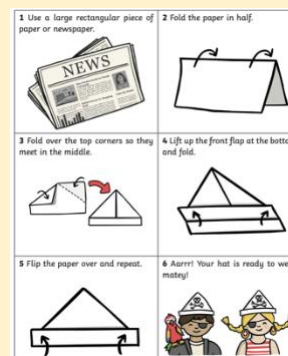 1 Use a large rectangular piece of
paper or newspaper.
NEWS
2 Fold the paper in half.
3 Fold over the top corners so they
meet in the middle.
4 Lift up the front flap at the
and fold.
5 Flip the paper over and repeat.
6 Aarrr! Your hat is ready to
matey!